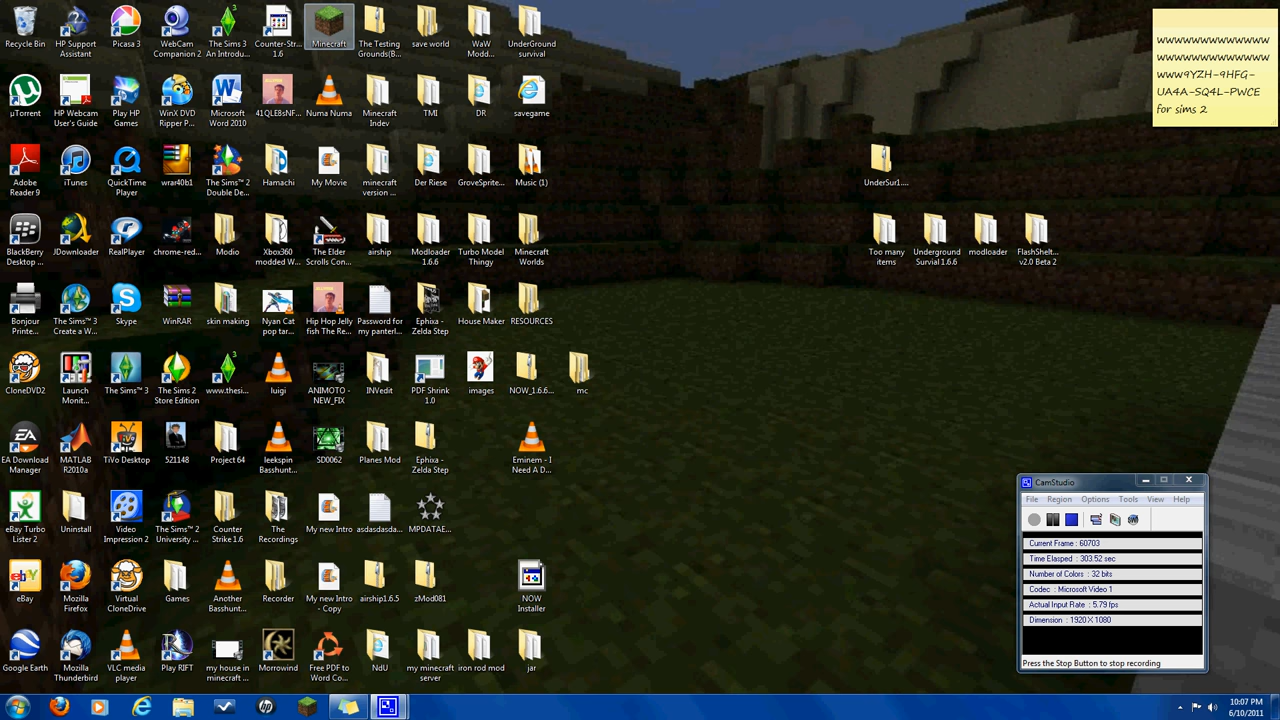 Recycle Bin
HP Support
Assistant
Picasa 3
WebCam
Companion 2
The Sims 3
An Introdu...
Counter-Str...
1.6
Minecraft
The Testing
Grounds(B...
save world
WaW
Modd...
UnderGround
survival
wwwwwwwwwwwww
wwwwwwwwwwwww
www9YZH-9HFG-
UA4A-SQ4L-PWCE
for sims 2
µTorrent
HP Webcam
User's Guide
Play HP
Games
WinX DVD
Ripper P...
Microsoft
Word 2010
41QLE8sNF...
Numa Numa
Minecraft
Indev
TMI
DR
savegame
Adobe
Reader 9
iTunes
QuickTime
Player
wrar40b1
The Sims™ 2
Double De...
Hamachi
My Movie
minecraft
version ...
Der Riese
GroveSprite...
Music (1)
UnderSur1....
BlackBerry
Desktop ...
JDownloader
RealPlayer
chrome-red...
Modio
Xbox360
modded W...
The Elder
Scrolls Con...
airship
Modloader
1.6.6
Turbo Model
Thingy
Minecraft
Worlds
Too many
items
Underground
Survial 1.6.6
modloader
FlashShelt...
v2.0 Beta 2
Bonjour
Printe...
The Sims™ 3
Create a W...
Skype
WinRAR
skin making
Nyan Cat
pop tar...
Hip Hop Jelly
fish The Re...
Password for
my panterl...
Ephixa -
Zelda Step
House Maker
RESOURCES
CloneDVD2
Launch
Monit...
The Sims™ 3
The Sims 2
Store Edition
www.thesi...
luigi
ANIMOTO -
NEW_FIX
INVedit
PDF Shrink
1.0
images
NOW_1.6.6...
mc
EA Download
Manager
MATLAB
R2010a
TiVo Desktop
521148
Project 64
leekspin
Basshunt...
SD0062
Planes Mod
Ephixa -
Zelda Step
Eminem - I
Need A D...
eBay Turbo
Lister 2
Uninstall
Video
Impression 2
The Sims™ 2
University ...
Counter
Strike 1.6
The
Recordings
My new Intro
asdasdasda...
MPDATAE...
eBay
Mozilla
Firefox
Virtual
CloneDrive
Games
Another
Basshunt...
Recorder
My new Intro
- Copy
airship1.6.5
zMod081
NOW
Installer
Google Earth
Mozilla
Thunderbird
VLC media
player
Play RIFT
my house in
minecraft ...
Morrowind
Free PDF to
Word Co...
NdU
my minecraft
server
iron rod mod
jar
CamStudio
File Region Options Tools View Help
Current Frame : 60703
Time Elasped : 303.52 sec
Number of Colors : 32 bits
Codec : Microsoft Video 1
Actual Input Rate : 5.79 fps
Dimension : 1920 X 1080
Press the Stop Button to stop recording
10:07 PM
6/10/2011